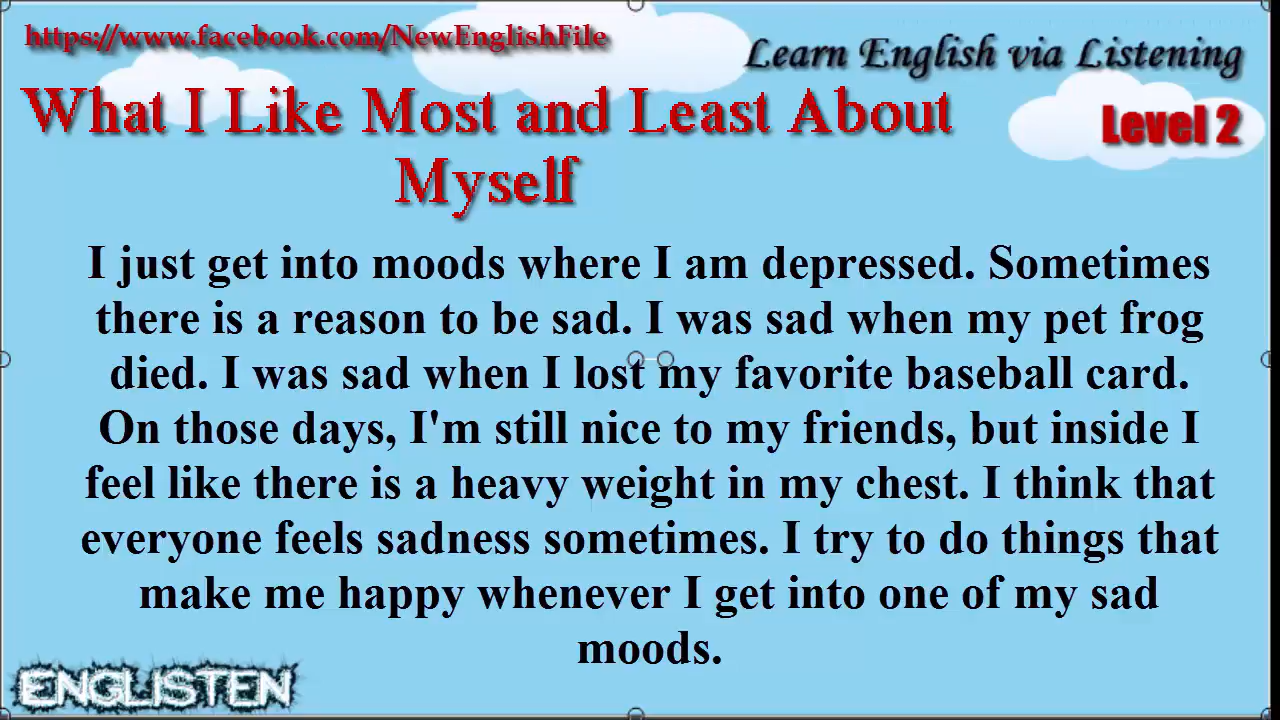 https://www.facebook.com/NewEnglishFile
Learn English via Listening
What I Like Most and Least About
Myself
Level 2
I just get into moods where I am depressed. Sometimes
there is a reason to be sad. I was sad when my pet frog
died. I was sad when I lost my favorite baseball card.
On those days, I'm still nice to my friends, but inside I
feel like there is a heavy weight in my chest. I think that
everyone feels sadness sometimes. I try to do things that
make me happy whenever I get into one of my sad
moods.
ENGLISTEN